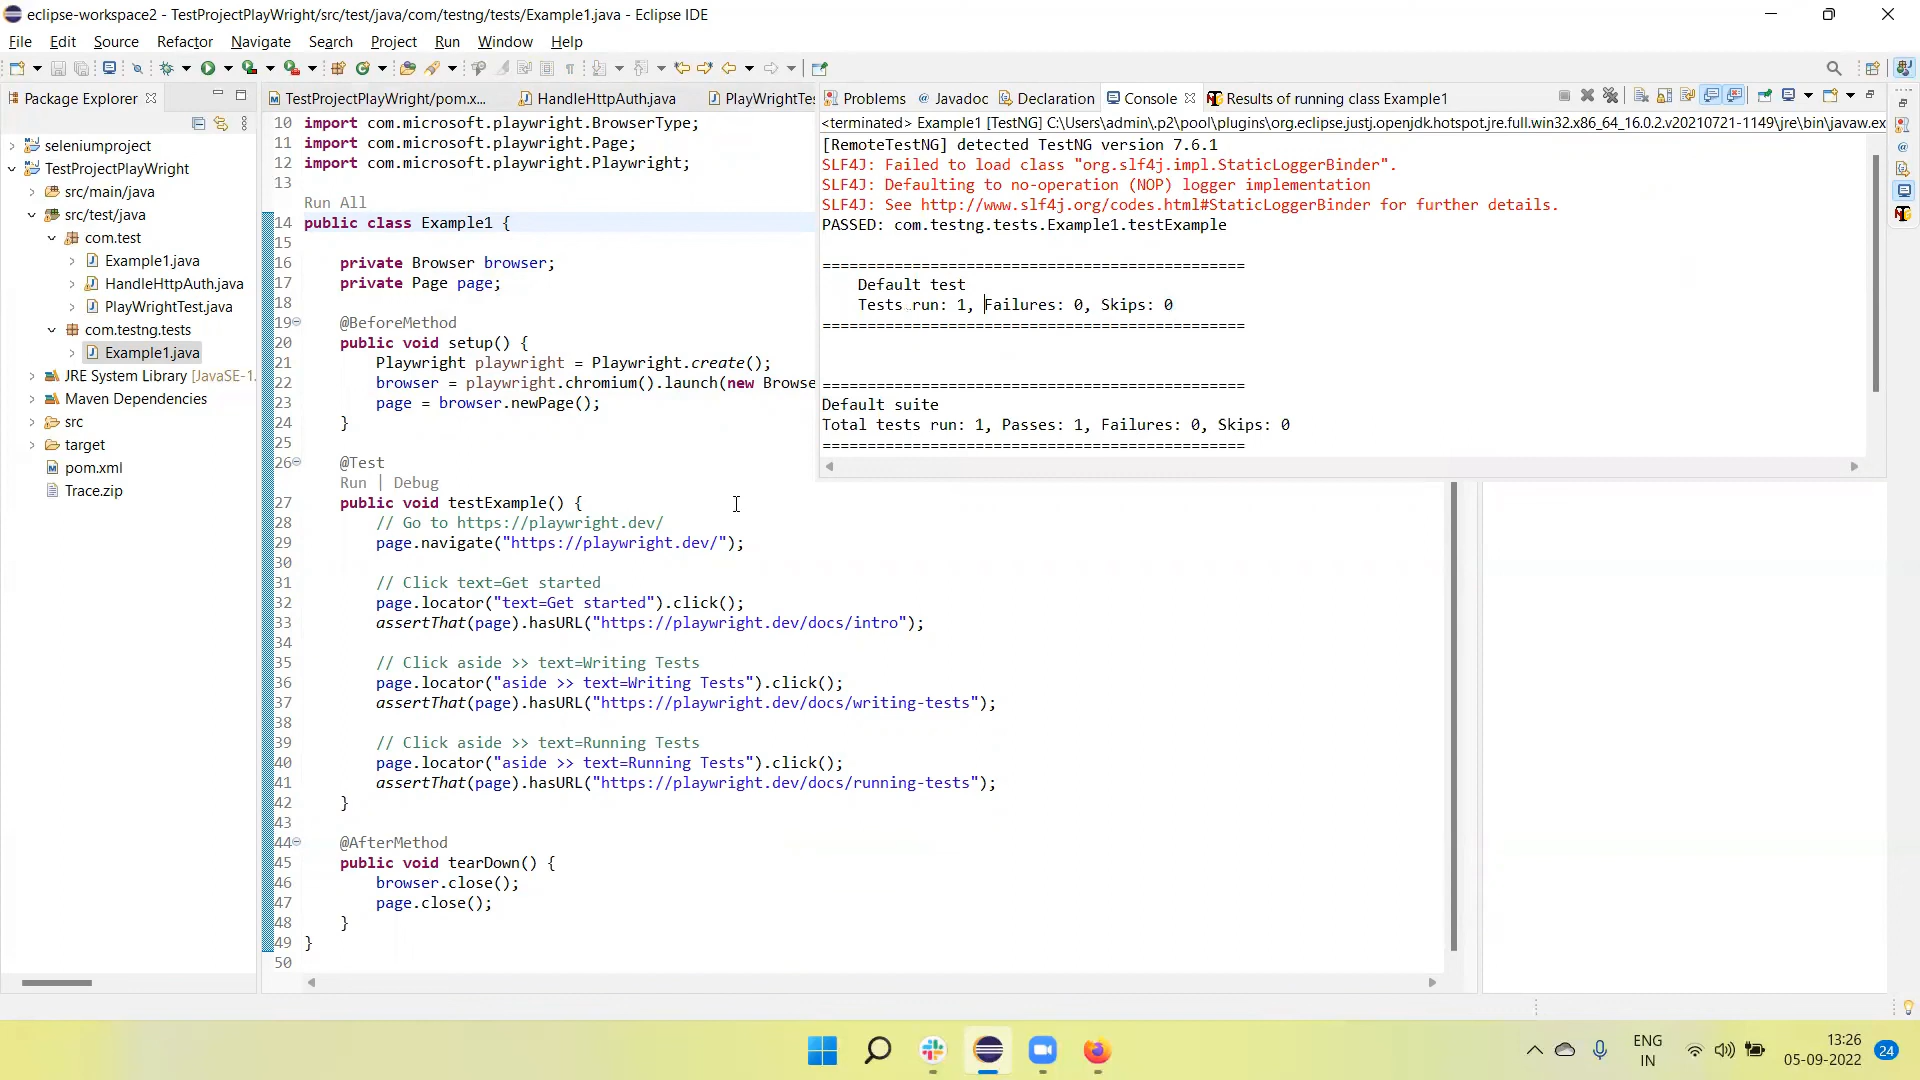 eclipse-workspace2 - TestProjectPlayWright/src/test/java/com/testng/tests/Example1.java - Eclipse IDE
File Edit Source Refactor Navigate Search Project Run Window Help
Package Explorer
TestProjectPlayWright/pom.x...
HandleHttpAuth.java
PlayWrightTe
Problems
@ Javadoc
Declaration
Console
Results of running class Example1
seleniumproject
TestProjectPlayWright
src/main/java
src/test/java
com.test
Example1.java
HandleHttpAuth.java
PlayWrightTest.java
com.testng.tests
Example1.java
JRE System Library [JavaSE-1.
Maven Dependencies
src
target
pom.xml
Trace.zip
10 import com.microsoft.playwright.BrowserType;
11 import com.microsoft.playwright.Page;
12 import com.microsoft.playwright.Playwright;
13
Run All
14 public class Example1 {
15
16 private Browser browser;
17 private Page page;
18
19 @BeforeMethod
20 public void setup() {
21 Playwright playwright = Playwright.create();
22 browser = playwright.chromium().launch(new Browse
23 page = browser.newPage();
24 }
25
26 @Test
Run | Debug
27 public void testExample() {
28 // Go to https://playwright.dev/
29 page.navigate("https://playwright.dev/");
30
31 // Click text=Get started
32 page.locator("text=Get started").click();
33 assertThat(page).hasURL("https://playwright.dev/docs/intro");
34
35 // Click aside >> text=Writing Tests
36 page.locator("aside >> text=Writing Tests").click();
37 assertThat(page).hasURL("https://playwright.dev/docs/writing-tests");
38
39 // Click aside >> text=Running Tests
40 page.locator("aside >> text=Running Tests").click();
41 assertThat(page).hasURL("https://playwright.dev/docs/running-tests");
42 }
43
44 @AfterMethod
45 public void tearDown() {
46 browser.close();
47 page.close();
48 }
49 }
50
<terminated> Example1 [TestNG] C:\Users\admin\.p2\pool\plugins\org.eclipse.justj.openjdk.hotspot.jre.full.win32.x86_64_16.0.2.v20210721-1149\jre\bin\javaw.ex
[RemoteTestNG] detected TestNG version 7.6.1
SLF4J: Failed to load class "org.slf4j.impl.StaticLoggerBinder".
SLF4J: Defaulting to no-operation (NOP) logger implementation
SLF4J: See http://www.slf4j.org/codes.html#StaticLoggerBinder for further details.
PASSED: com.testng.tests.Example1.testExample
===============================================
Default test
Tests run: 1, Failures: 0, Skips: 0
===============================================
===============================================
Default suite
Total tests run: 1, Passes: 1, Failures: 0, Skips: 0
===============================================
ENG
IN
13:26
05-09-2022
24